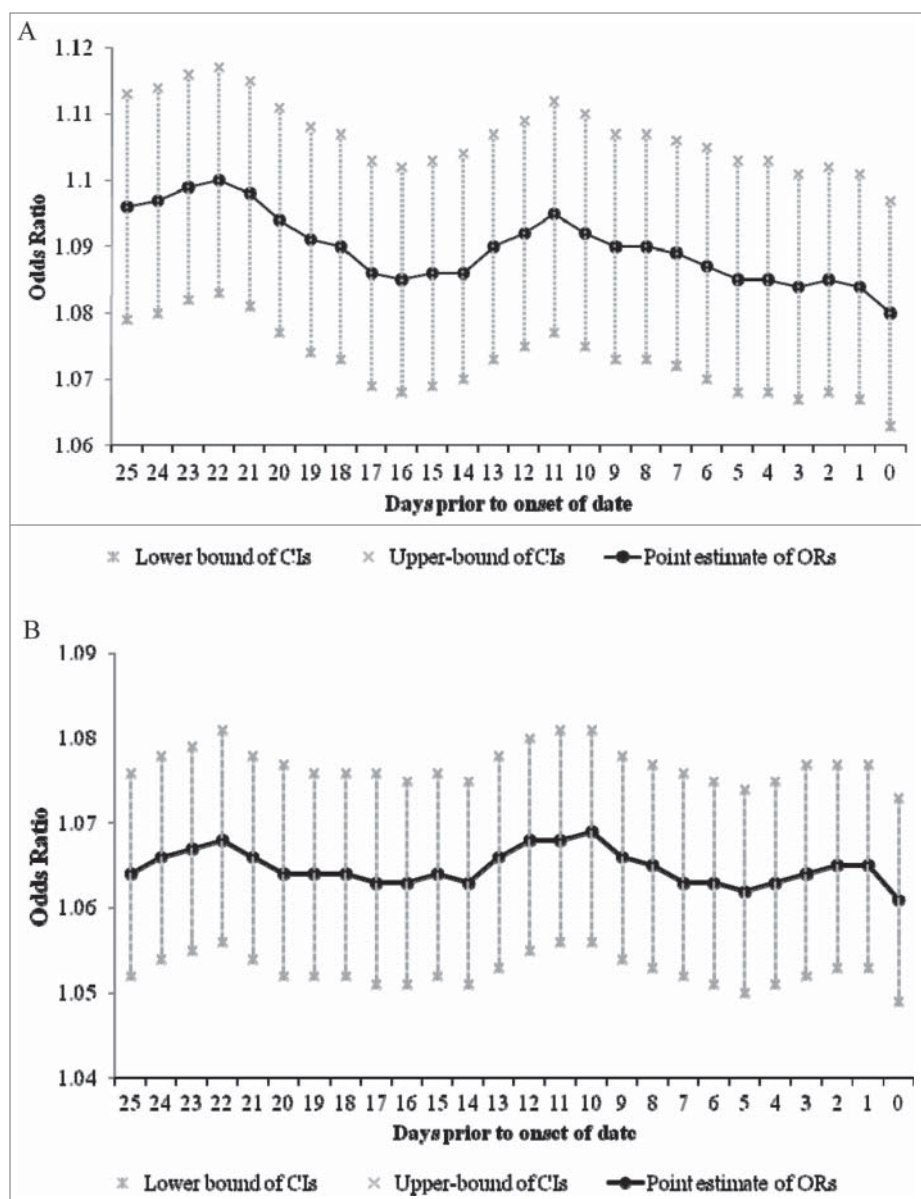 A
1.12
1.11
1.1
1.09
1.08
1.07
1.06
Odds Ratio
25 24 23 22 21 20 19 18 17 16 15 14 13 12 11 10 9 8 7 6 5 4 3 2 1 0
Days prior to onset of date
Lower bound of CIs Upper-bound of CIs Point estimate of ORs
B
1.09
1.08
1.07
1.06
1.05
1.04
Odds Ratio
25 24 23 22 21 20 19 18 17 16 15 14 13 12 11 10 9 8 7 6 5 4 3 2 1 0
Days prior to onset of date
Lower bound of CIs Upper-bound of CIs Point estimate of ORs